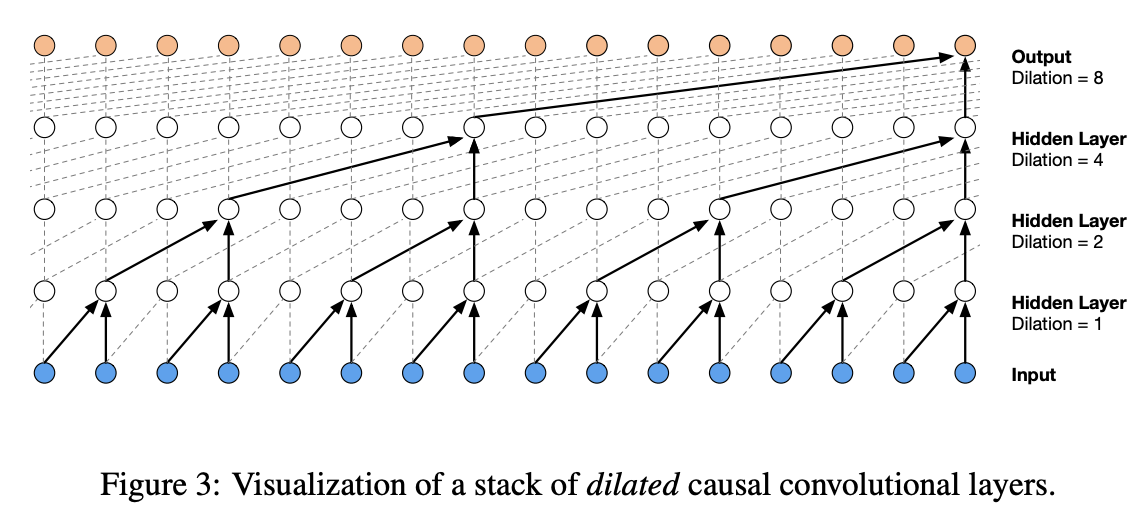 Output
Dilation = 8
Hidden Layer
Dilation = 4
Hidden Layer
Dilation = 2
Hidden Layer
Dilation = 1
Input
Figure 3: Visualization of a stack of dilated causal convolutional layers.